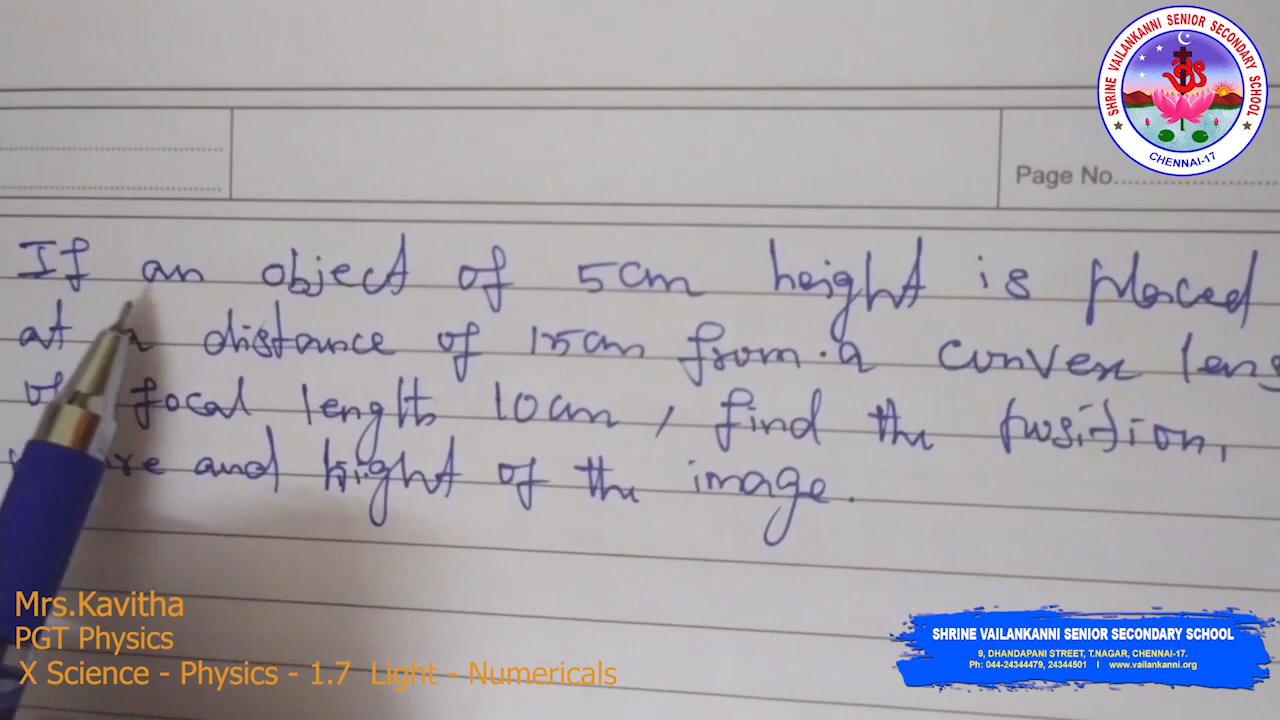 SHRINE VAILANKANNI SENIOR SECONDARY SCHOOL
CHENNAI-17
Page No.
If an object of 5cm height is placed
at distance of 15cm from a convex lens
of focal length 10cm, find the position,
and hight of the image.
Mrs.Kavitha
PGT Physics
X Science - Physics - 1.7 Light - Numericals
SHRINE VAILANKANNI SENIOR SECONDARY SCHOOL
9, DHANDAPANI STREET, T.NAGAR, CHENNAI-17.
Ph: 044-24344479, 24344501 | www.vailankanni.org